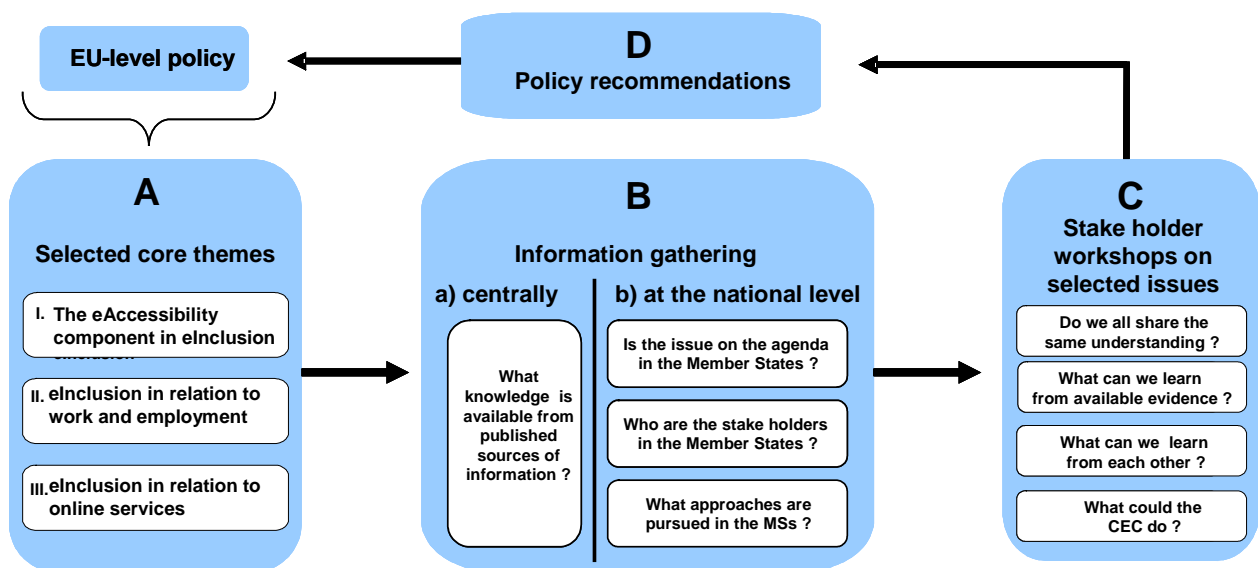 EU-level policy
D
Policy recommendations
A
Selected core themes
I. The eAccessibility
component in eInclusion
eInclusion
II. eInclusion in relation to
work and employment
III. eInclusion in relation to
online services
B
Information gathering
a) centrally
What
knowledge is
available from
published
sources of
information ?
b) at the national level
Is the issue on the agenda
in the Member States ?
Who are the stake holders
in the Member States ?
What approaches are
pursued in the MSs ?
C
Stake holder
workshops on
selected issues
Do we all share the
same understanding ?
What can we learn
from available evidence ?
What can we learn
from each other ?
What could the
CEC do ?